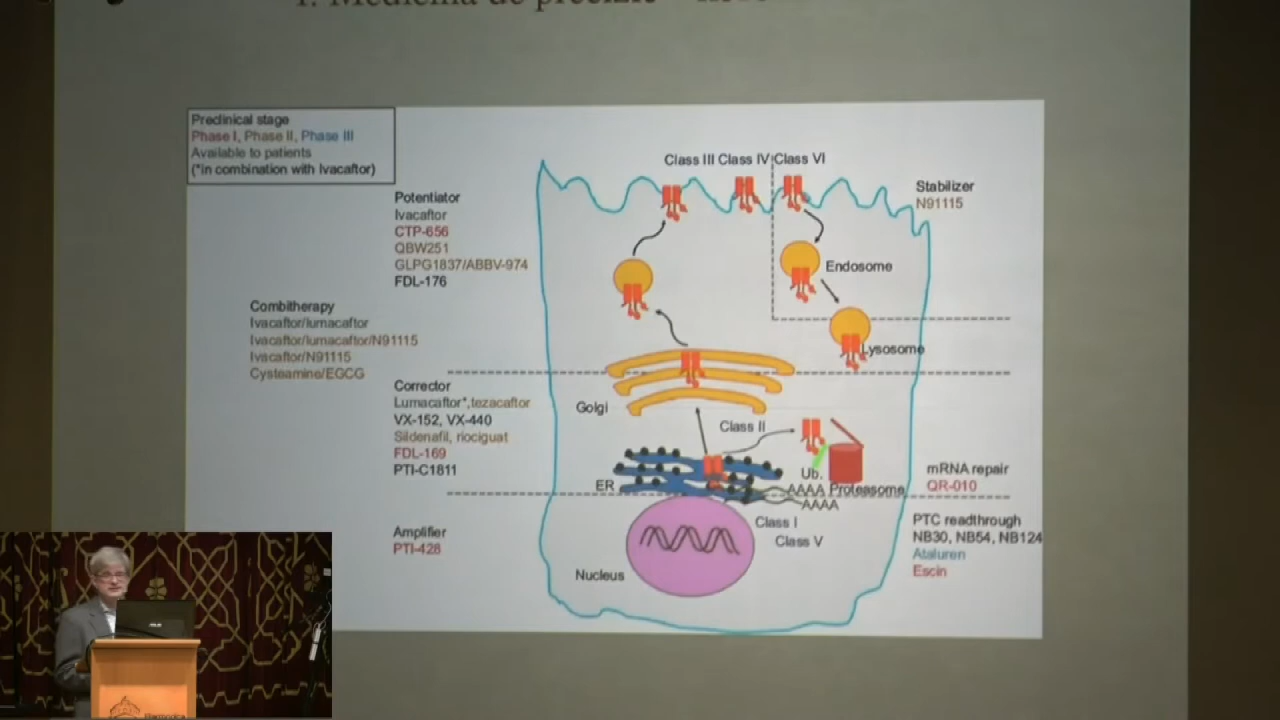 1. Medicina de precizie
Preclinical stage
Phase I, Phase II, Phase III
Available to patients
(*in combination with Ivacaftor)
Potentiator
Ivacaftor
CTP-656
QBW251
GLPG1837/ABBV-974
FDL-176
Combitherapy
Ivacaftor/lumacaftor
Ivacaftor/lumacaftor/N91115
Ivacaftor/N91115
Cysteamine/EGCG
Corrector
Lumacaftor*,tezacaftor
VX-152, VX-440
Sildenafil, riociguat
FDL-169
PTI-C1811
Amplifier
PTI-428
Class III Class IV Class VI
Endosome
Lysosome
Golgi
Class II
ER
Ub.
AAAA Proteasome
AAAA
Class I
Class V
Nucleus
Stabilizer
N91115
mRNA repair
QR-010
PTC readthrough
NB30, NB54, NB124
Ataluren
Escin